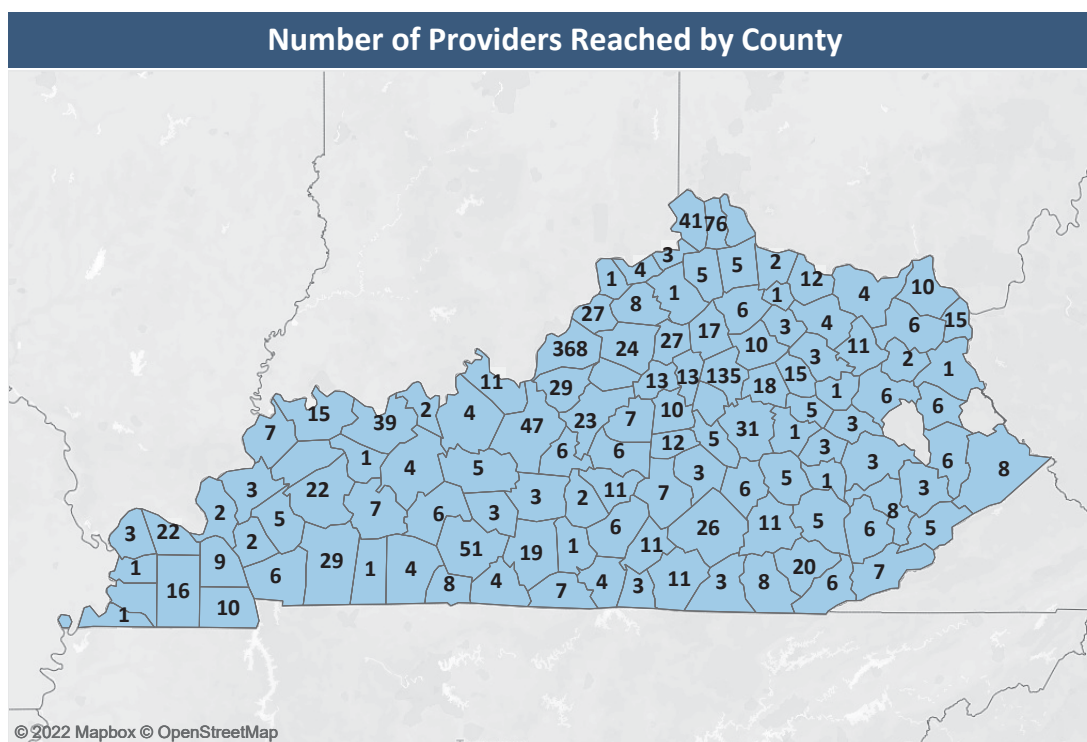 Number of Providers Reached by County
41 76
3
1 4 5 5 2 12
8 1 1 4 10
27 6 3 4 6 15
368 24 27 17 10 3 11 2 1
11 29 13 13 135 18 15 1 6 6
15 39 2 4 47 23 7 10 31 5 3
7 6 6 12 5 1 3 6 8
1 4 5 3 5 1 3 3
3 22 7 3 2 11 7 6 8
2 5 6 3 6 26 11 5 6 5
3 22 2 51 19 1 11 20 7
1 9 6 29 1 4 8 4 7 4 3 11 3 8 6
16 10
1
© 2022 Mapbox © OpenStreetMap